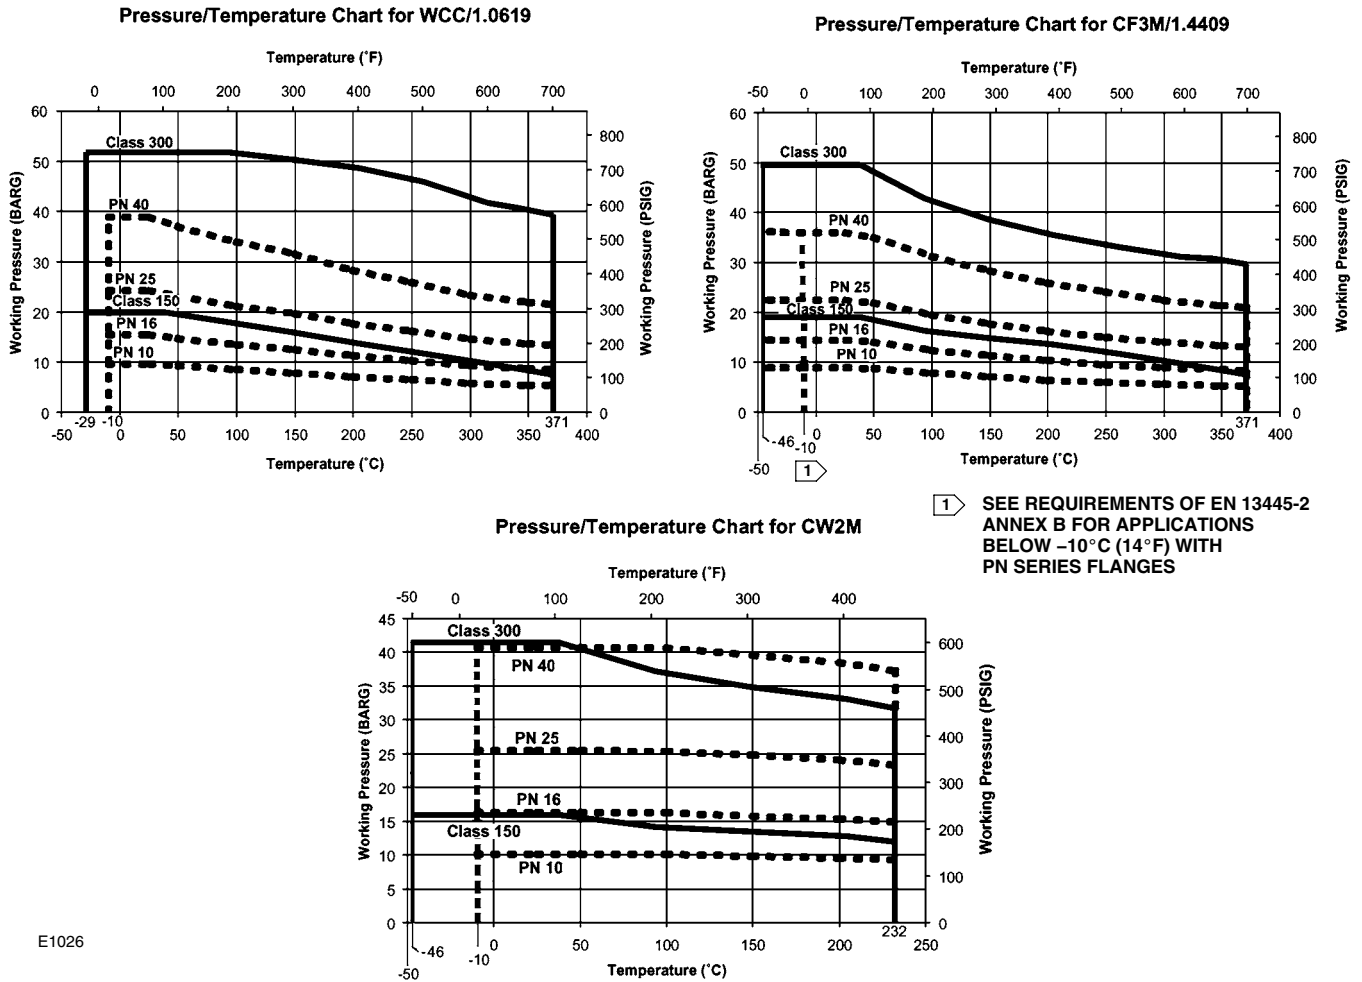 Pressure/Temperature Chart for WCC/1.0619
Temperature (˚F)
0 100 200 300 400 500 600 700
60
50
40
30
20
10
0
Working Pressure (BARG)
Class 300
PN 40
PN 25
Class 150
PN 16
PN 10
800
700
600
500
400
300
200
100
0
Working Pressure (PSIG)
-29 -10 371
-50 0 50 100 150 200 250 300 350 400
Temperature (˚C)
Pressure/Temperature Chart for CF3M/1.4409
Temperature (˚F)
-50 0 100 200 300 400 500 600 700
60
50
40
30
20
10
0
Working Pressure (BARG)
Class 300
PN 40
PN 25
Class 150
PN 16
PN 10
800
700
600
500
400
300
200
100
0
Working Pressure (PSIG)
371
-46 -10 0 50 100 150 200 250 300 350 400
-50
1
Temperature (˚C)
1 SEE REQUIREMENTS OF EN 13445-2
ANNEX B FOR APPLICATIONS
BELOW −10°C (14°F) WITH
PN SERIES FLANGES
Pressure/Temperature Chart for CW2M
Temperature (˚F)
-50 0 100 200 300 400
45
40
35
30
25
20
15
10
5
0
Working Pressure (BARG)
Class 300
PN 40
PN 25
PN 16
Class 150
PN 10
600
500
400
300
200
100
0
Working Pressure (PSIG)
232
-46 0 50 100 150 200 250
-10
-50
Temperature (˚C)
E1026